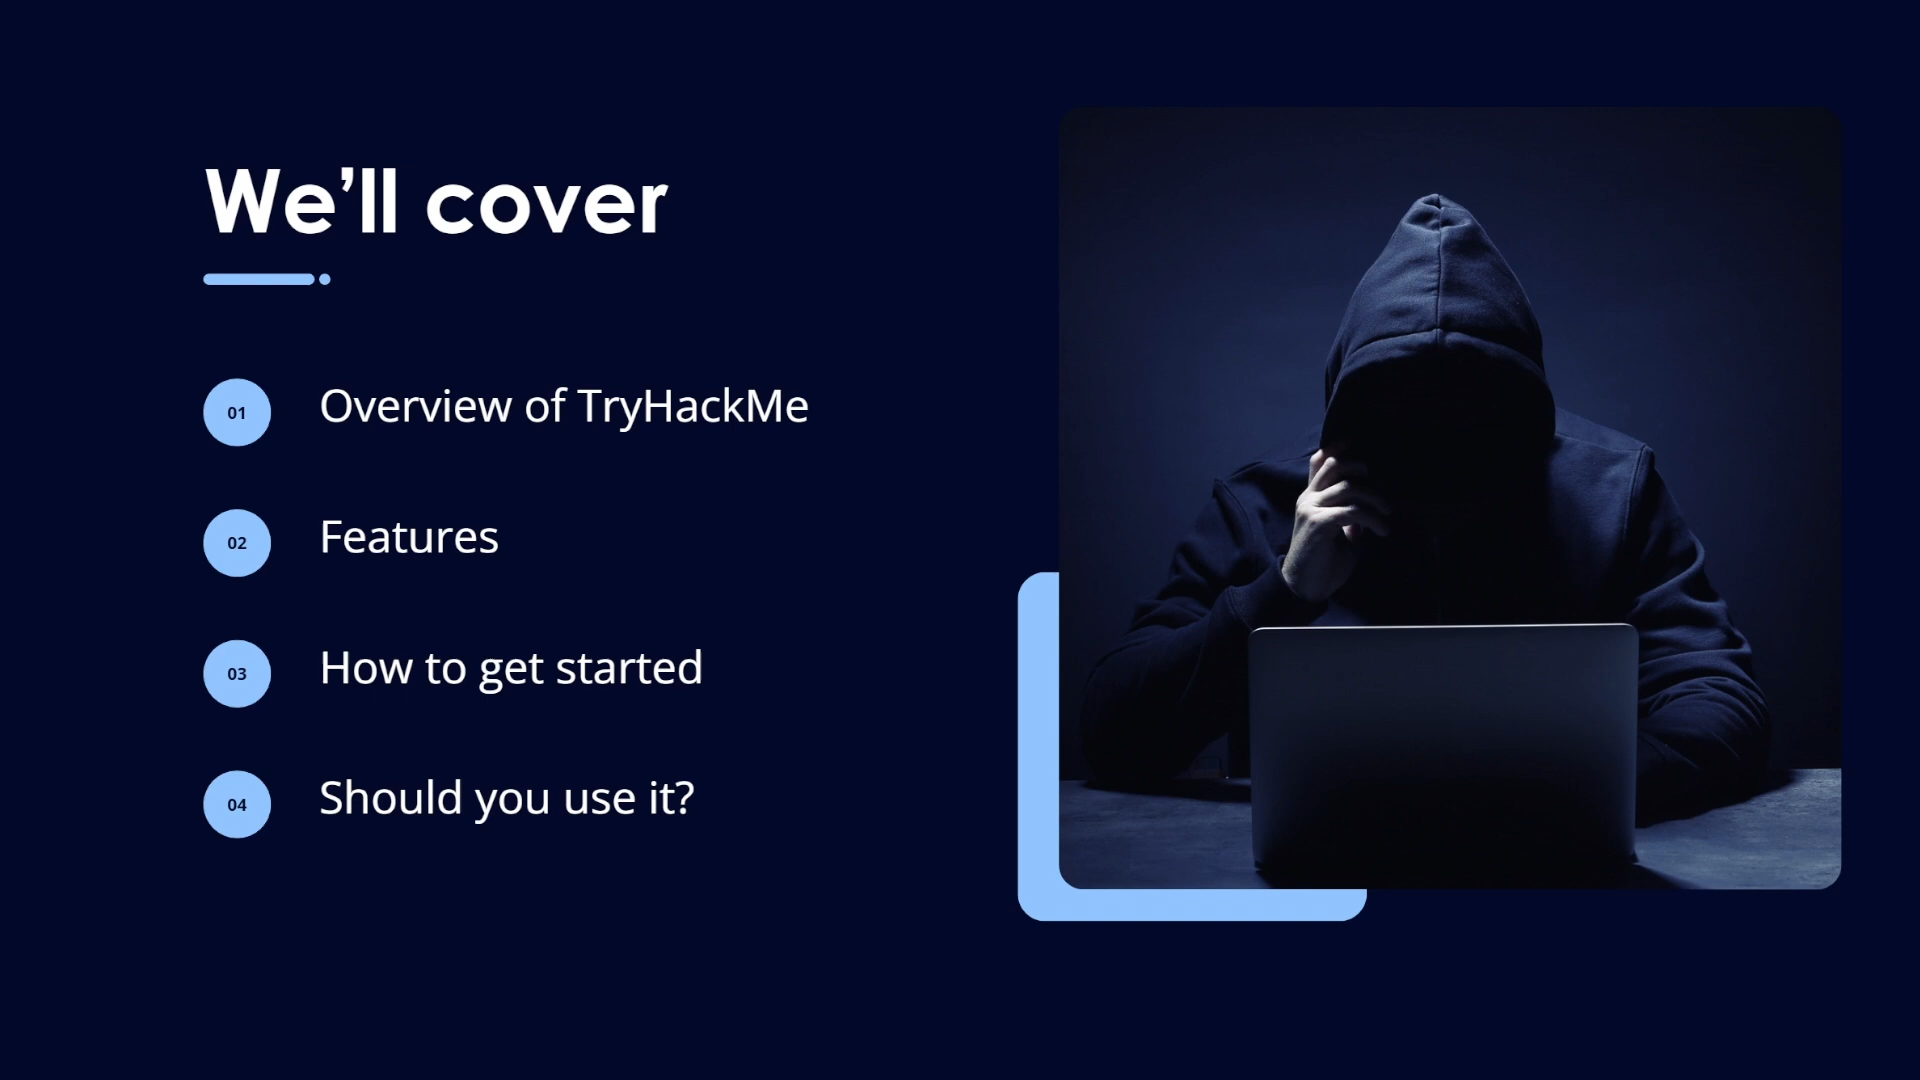 We’ll cover
01 Overview of TryHackMe
02 Features
03 How to get started
04 Should you use it?